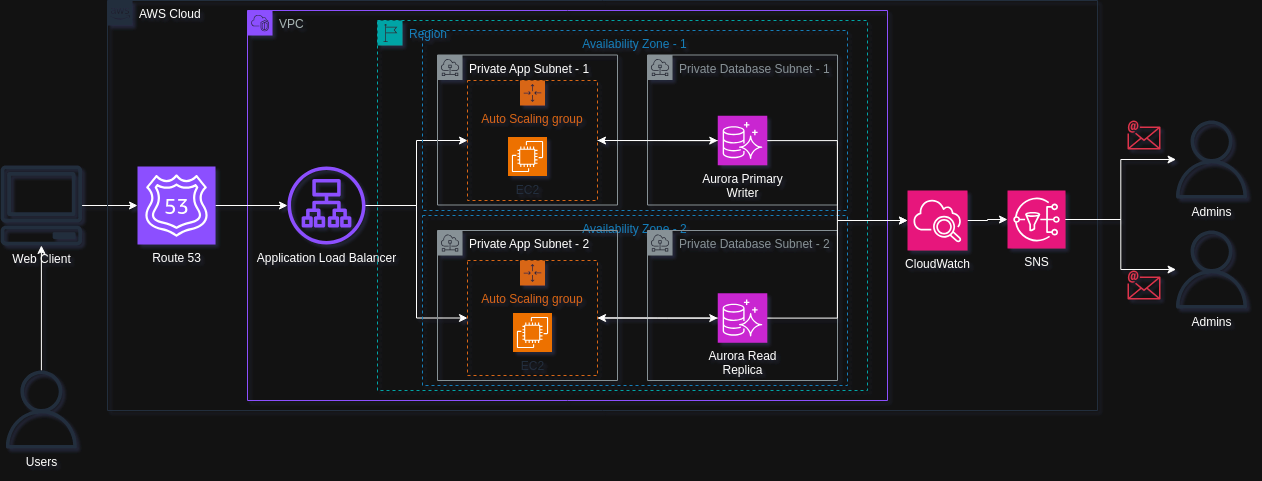 AWS Cloud
VPC
Region
Availability Zone - 1
Private App Subnet - 1
Private Database Subnet - 1
Auto Scaling group
EC2
Aurora Primary
Writer
Web Client
53
Route 53
Application Load Balancer
Availability Zone - 2
Private App Subnet - 2
Private Database Subnet - 2
Auto Scaling group
EC2
Aurora Read
Replica
CloudWatch
SNS
@
Admins
@
Admins
Users